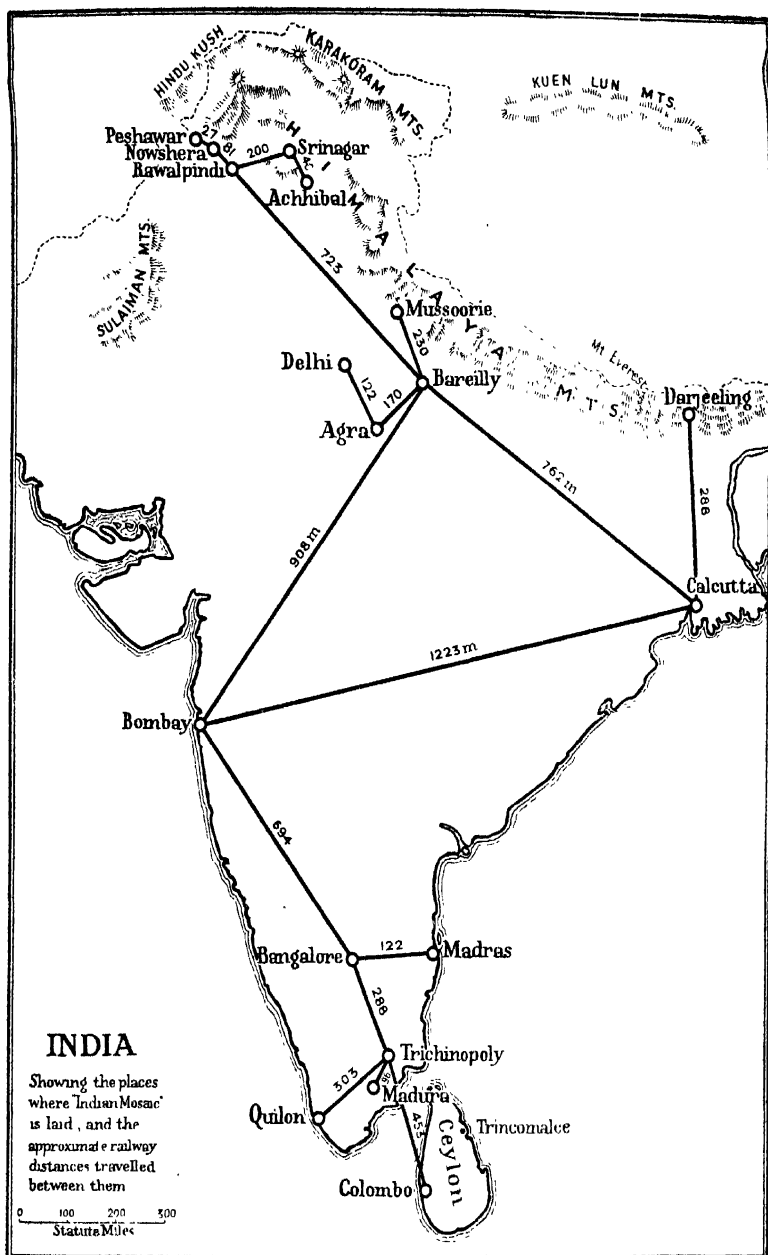 HINDU KUSH
KARAKORAM MTS.
KUEN LUN MTS.
Peshawar
27
Nowshera
81
Rawalpindi
200
Srinagar
Achhibal
HIMALAYA MTS.
SULAIMAN MTS.
723
Mussoorie
230
Delhi
Bareilly
122
170
Agra
Mt Everest
Darjeeling
762 m
286
908 m
Calcutta
1223 m
Bombay
694
Bangalore
122
Madras
288
Trichinopoly
303
96
Madura
Quilon
453
Ceylon
Trincomalee
Colombo
INDIA
Showing the places
where "Indian Mosaic"
is laid, and the
approximate railway
distances travelled
between them
0 100 200 300
Statute Miles